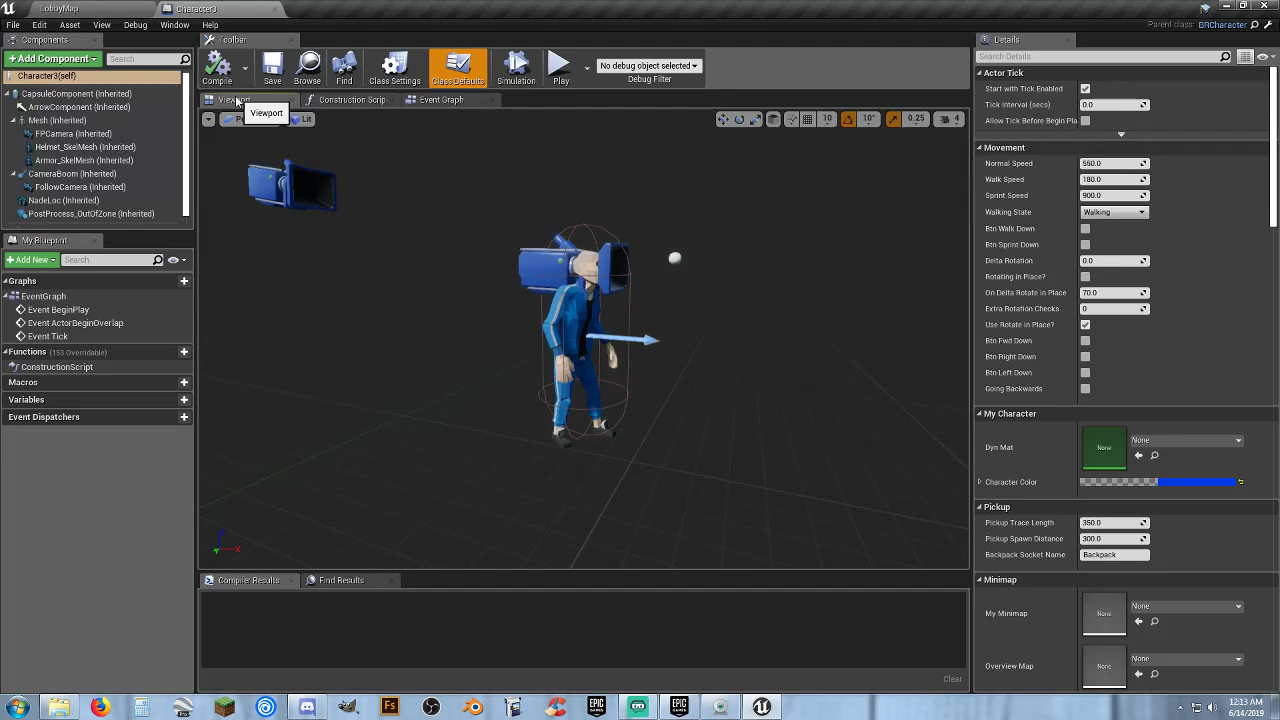 LobbyMap
Character3
File Edit Asset View Debug Window Help
Parent class: BRCharacter
Components
+ Add Component
Search
Character3(self)
CapsuleComponent (Inherited)
ArrowComponent (Inherited)
Mesh (Inherited)
FPCamera (Inherited)
Helmet_SkelMesh (Inherited)
Armor_SkelMesh (Inherited)
CameraBoom (Inherited)
FollowCamera (Inherited)
NadeLoc (Inherited)
PostProcess_OutOfZone (Inherited)
My Blueprint
+ Add New
Search
Graphs
EventGraph
Event BeginPlay
Event ActorBeginOverlap
Event Tick
Functions (153 Overridable)
ConstructionScript
Macros
Variables
Event Dispatchers
Toolbar
Compile
Save
Browse
Find
Class Settings
Class Defaults
Simulation
Play
No debug object selected
Debug Filter
Construction Scrip
Event Graph
Viewport
Lit
10
10°
0.25
4
Compiler Results
Find Results
Clear
Details
Search Details
Actor Tick
Start with Tick Enabled
Tick Interval (secs) 0.0
Allow Tick Before Begin Pla
Movement
Normal Speed 550.0
Walk Speed 180.0
Sprint Speed 900.0
Walking State Walking
Btn Walk Down
Btn Sprint Down
Delta Rotation 0.0
Rotating in Place?
On Delta Rotate in Place 70.0
Extra Rotation Checks 0
Use Rotate in Place?
Btn Fwd Down
Btn Right Down
Btn Left Down
Going Backwards
My Character
Dyn Mat
None
None
Character Color
Pickup
Pickup Trace Length 350.0
Pickup Spawn Distance 300.0
Backpack Socket Name Backpack
Minimap
My Minimap
None
None
Overview Map
None
None
Pro
Fs
EPIC GAMES
EPIC GAMES
12:13 AM
6/14/2019